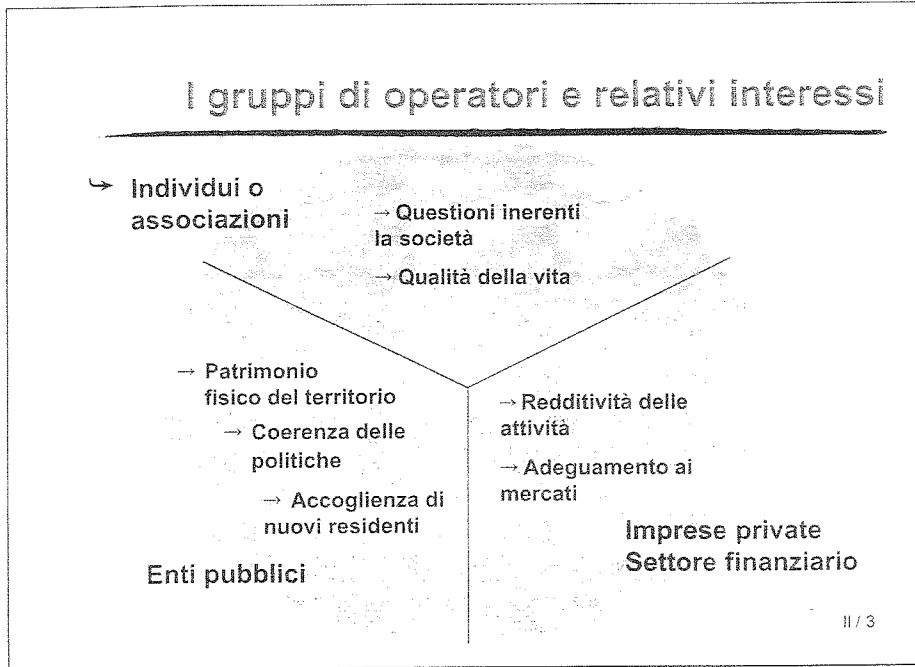 I gruppi di operatori e relativi interessi
↪ Individui o
associazioni
→ Questioni inerenti
la società
→ Qualità della vita
→ Patrimonio
fisico del territorio
→ Coerenza delle
politiche
→ Accoglienza di
nuovi residenti
Enti pubblici
→ Redditività delle
attività
→ Adeguamento ai
mercati
Imprese private
Settore finanziario
II / 3